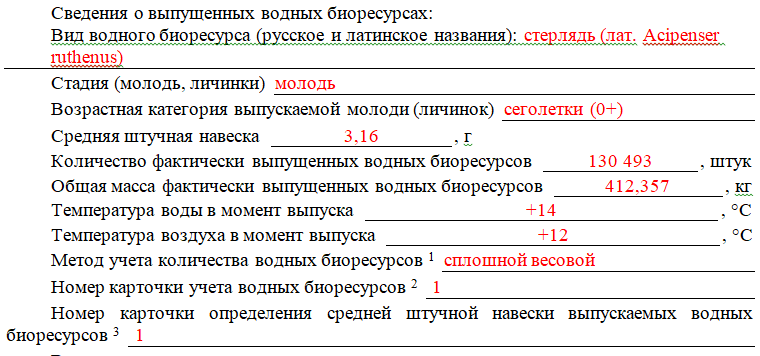 Сведения о выпущенных водных биоресурсах:
Вид водного биоресурса (русское и латинское названия): стерлядь (лат. Acipenser
ruthenus)
Стадия (молодь, личинки) молодь
Возрастная категория выпускаемой молоди (личинок) сеголетки (0+)
Средняя штучная навеска 3,16 , г
Количество фактически выпущенных водных биоресурсов 130 493 , штук
Общая масса фактически выпущенных водных биоресурсов 412,357 , кг
Температура воды в момент выпуска +14 , °C
Температура воздуха в момент выпуска +12 , °C
Метод учета количества водных биоресурсов 1 сплошной весовой
Номер карточки учета водных биоресурсов 2 1
Номер карточки определения средней штучной навески выпускаемых водных
биоресурсов 3 1